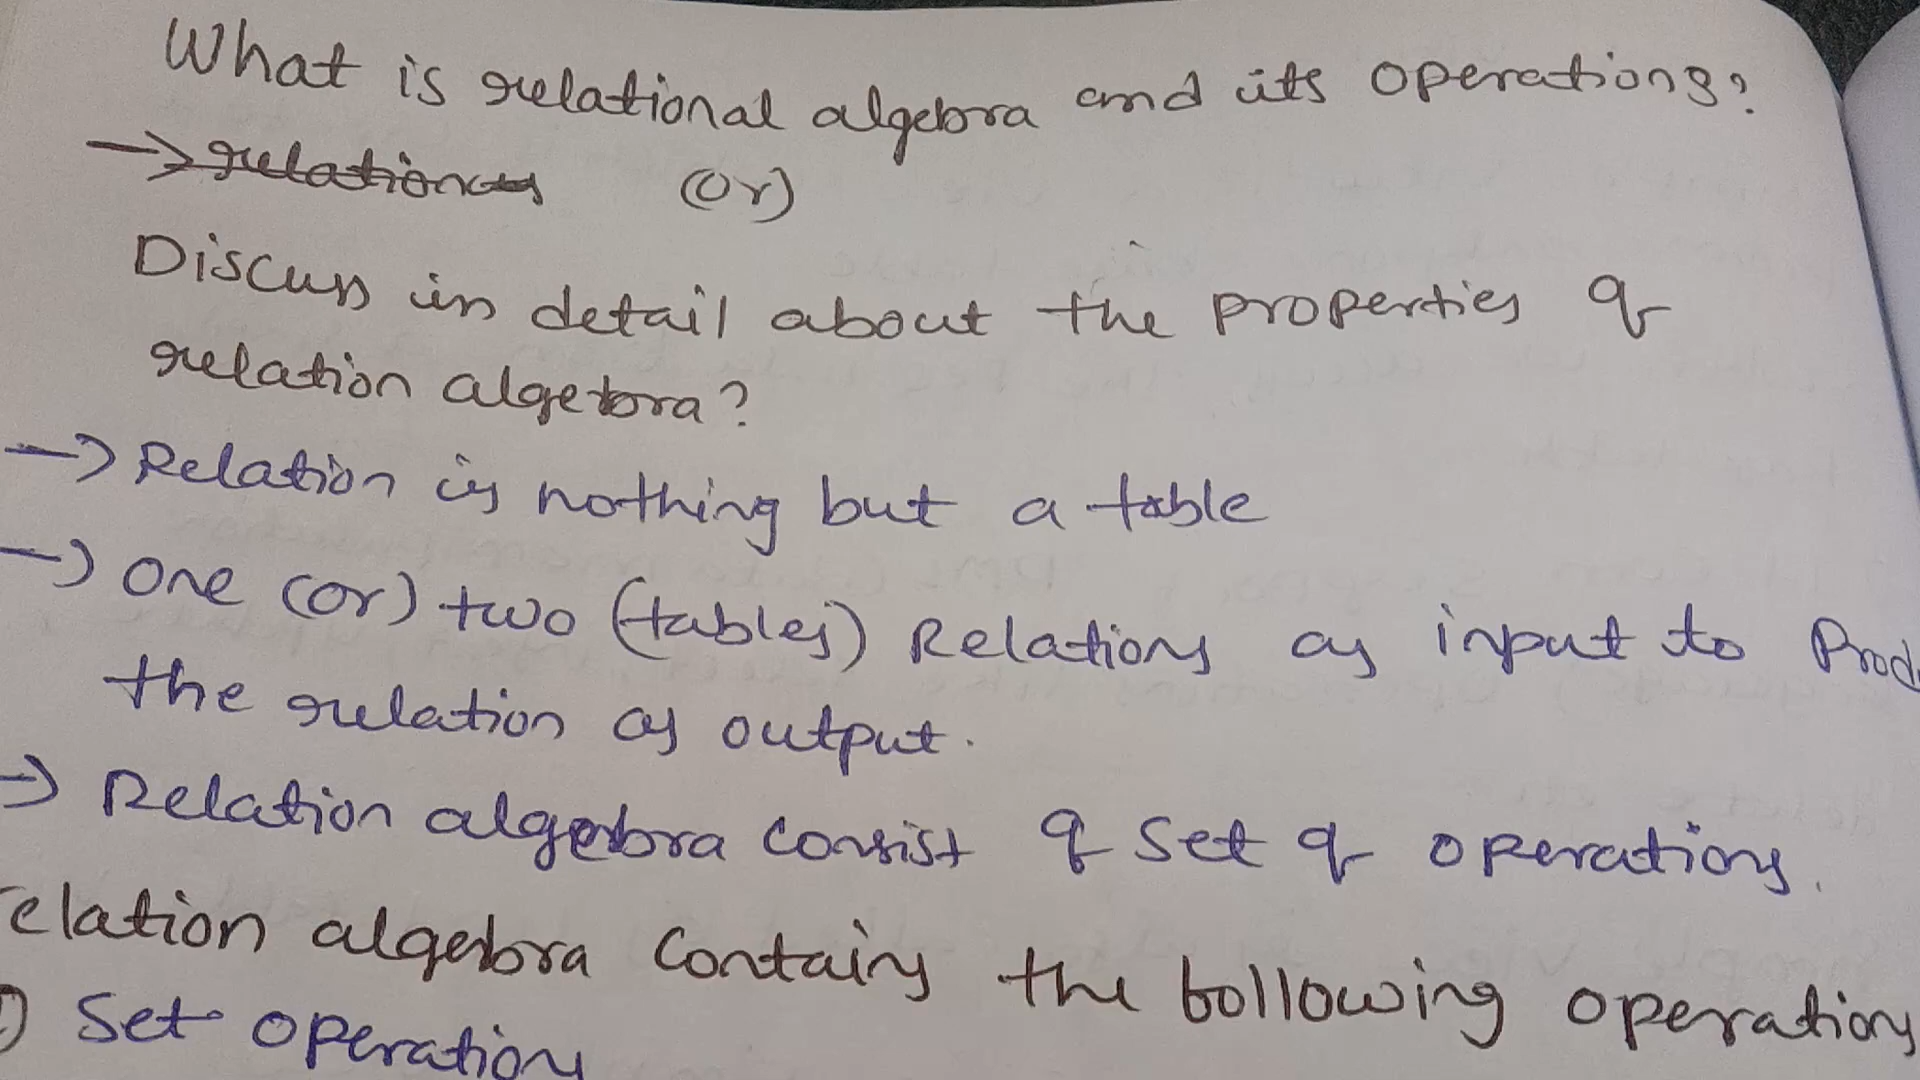 What is relational algebra and its operations?
→ relations (or)
Discuss in detail about the properties of
relation algebra?
→ Relation is nothing but a table
→ One (or) two (tables) Relations as input to Prod
the relation as output.
→ Relation algebra consist of set of operations.
elation algebra contains the following operations
Set operations